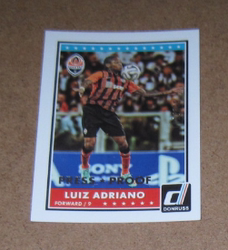 PRESS PROOF
LUIZ ADRIANO
FORWARD / 9
DONRUSS